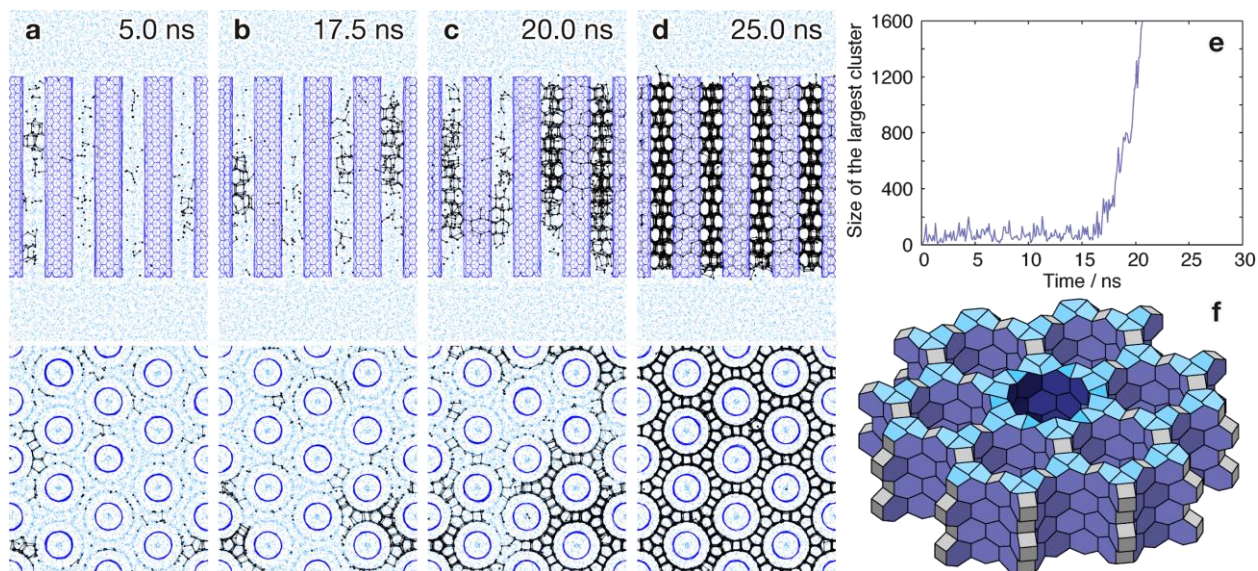 a 5.0 ns
b 17.5 ns
c 20.0 ns
d 25.0 ns
e
Size of the largest cluster
1600
1200
800
400
0
0 5 10 15 20 25 30
Time / ns
f